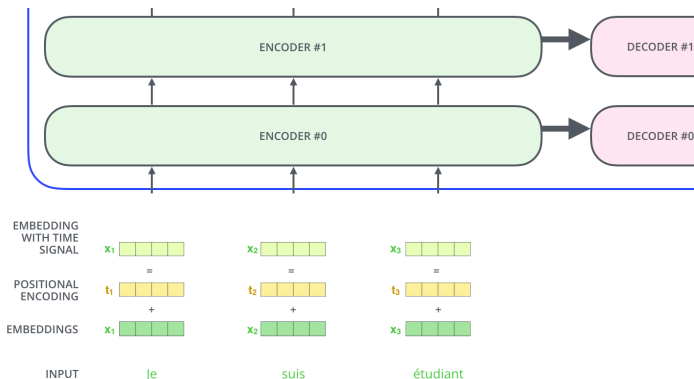 ENCODER #1
DECODER #1
ENCODER #0
DECODER #0
EMBEDDING
WITH TIME
SIGNAL
x₁
x₂
x₃
= = =
POSITIONAL
ENCODING
t₁
t₂
t₃
+ + +
EMBEDDINGS
x₁
x₂
x₃
INPUT
le
suis
étudiant